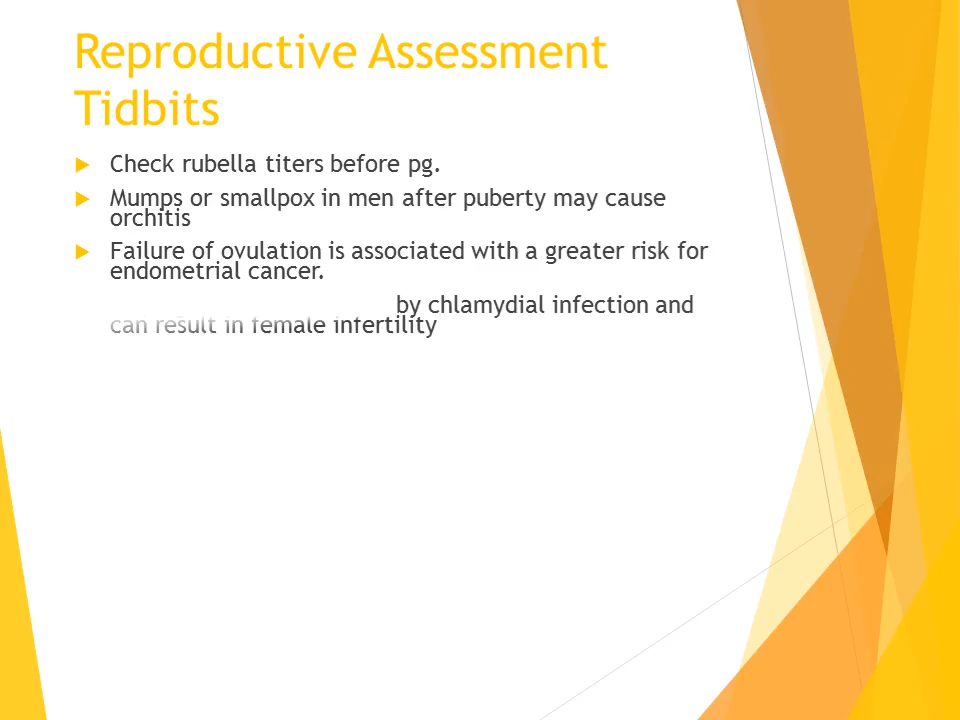 Reproductive Assessment
Tidbits
Check rubella titers before pg.
Mumps or smallpox in men after puberty may cause
orchitis
Failure of ovulation is associated with a greater risk for
endometrial cancer.
by chlamydial infection and
can result in female infertility